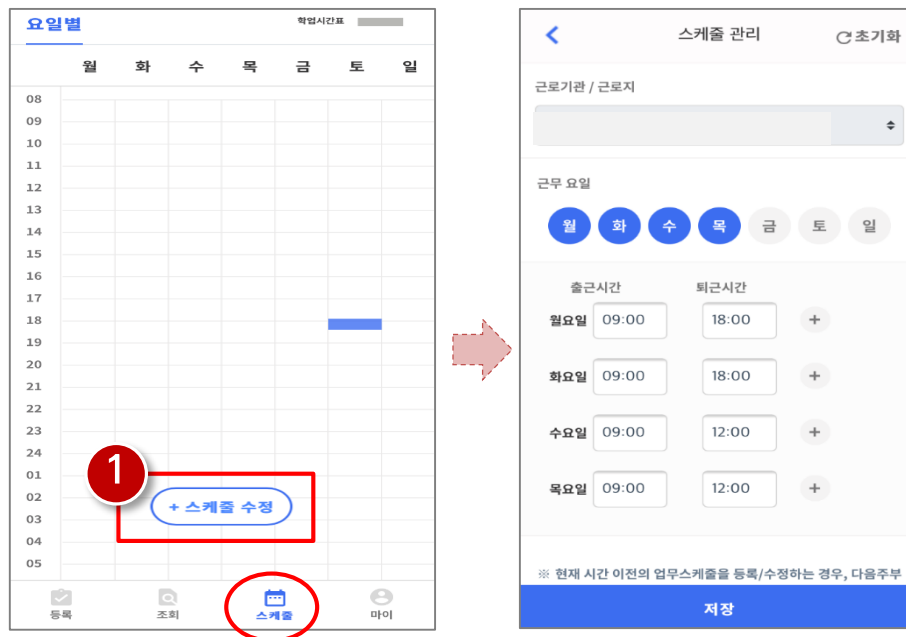 요일별
학업시간표
월 화 수 목 금 토 일
08
09
10
11
12
13
14
15
16
17
18
19
20
21
22
23
24
01
02
03
04
05
1
+ 스케줄 수정
등록 조회 스케줄 마이
스케줄 관리
초기화
근로기관 / 근로지
근무 요일
월 화 수 목 금 토 일
출근시간 퇴근시간
월요일 09:00 18:00 +
화요일 09:00 18:00 +
수요일 09:00 12:00 +
목요일 09:00 12:00 +
※ 현재 시간 이전의 업무스케줄을 등록/수정하는 경우, 다음주부
저장